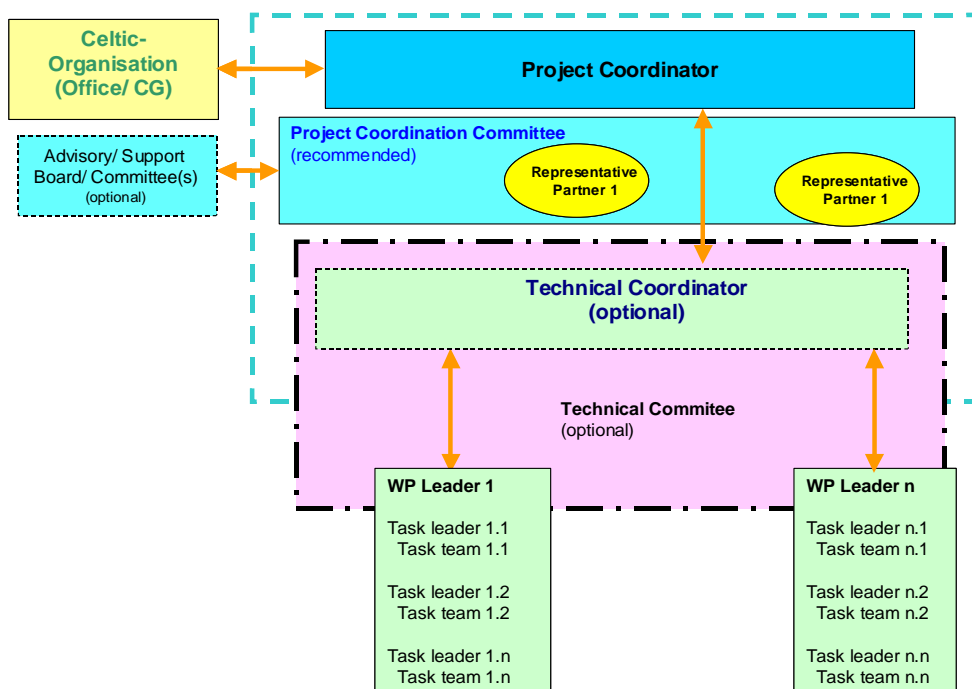 Celtic-
Organisation
(Office/ CG)
Project Coordinator
Project Coordination Committee
(recommended)
Advisory/ Support
Board/ Committee(s)
(optional)
Representative
Partner 1
Representative
Partner 1
Technical Coordinator
(optional)
Technical Commitee
(optional)
WP Leader 1
Task leader 1.1
Task team 1.1
Task leader 1.2
Task team 1.2
Task leader 1.n
Task team 1.n
WP Leader n
Task leader n.1
Task team n.1
Task leader n.2
Task team n.2
Task leader n.n
Task team n.n